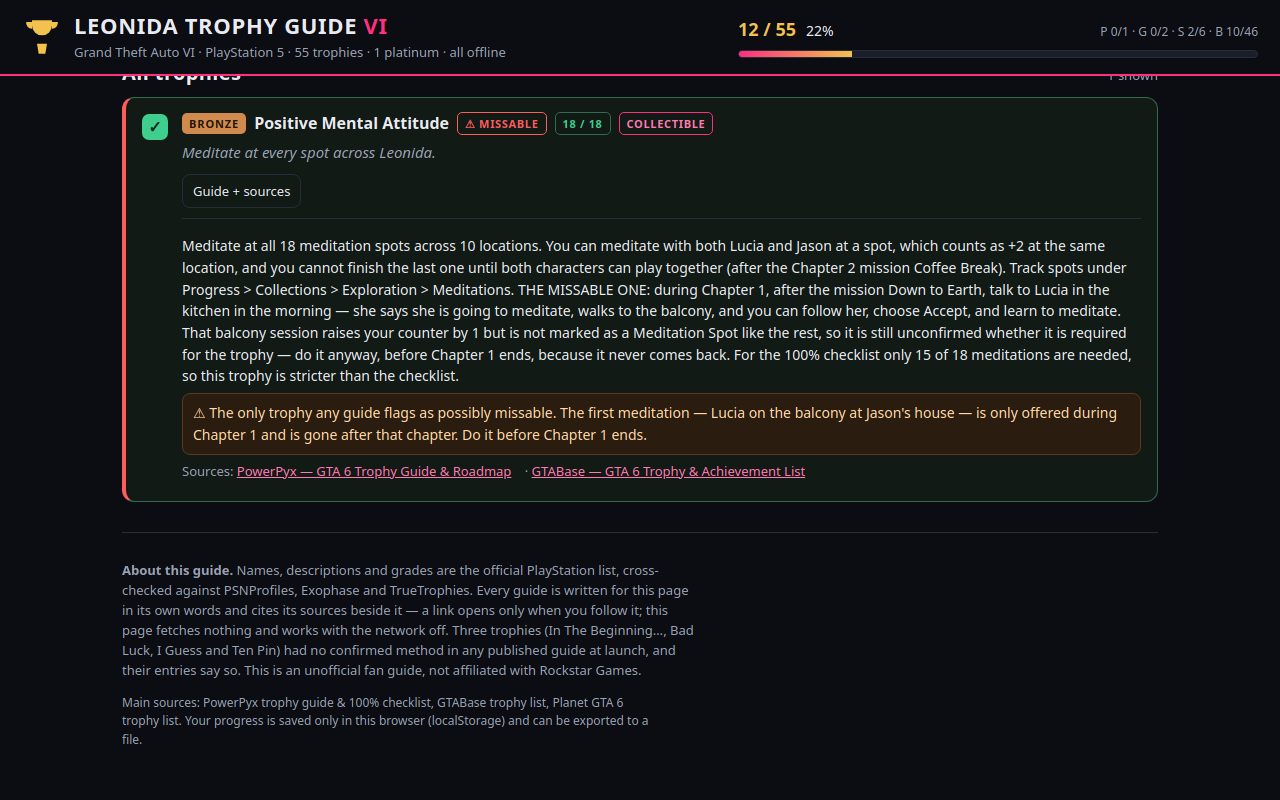 LEONIDA TROPHY GUIDE VI
Grand Theft Auto VI · PlayStation 5 · 55 trophies · 1 platinum · all offline
12 / 55 22%
P 0/1 · G 0/2 · S 2/6 · B 10/46
All trophies
1 shown
✓ BRONZE Positive Mental Attitude ⚠ MISSABLE 18 / 18 COLLECTIBLE
Meditate at every spot across Leonida.
Guide + sources
Meditate at all 18 meditation spots across 10 locations. You can meditate with both Lucia and Jason at a spot, which counts as +2 at the same
location, and you cannot finish the last one until both characters can play together (after the Chapter 2 mission Coffee Break). Track spots under
Progress > Collections > Exploration > Meditations. THE MISSABLE ONE: during Chapter 1, after the mission Down to Earth, talk to Lucia in the
kitchen in the morning — she says she is going to meditate, walks to the balcony, and you can follow her, choose Accept, and learn to meditate.
That balcony session raises your counter by 1 but is not marked as a Meditation Spot like the rest, so it is still unconfirmed whether it is required
for the trophy — do it anyway, before Chapter 1 ends, because it never comes back. For the 100% checklist only 15 of 18 meditations are needed,
so this trophy is stricter than the checklist.
⚠ The only trophy any guide flags as possibly missable. The first meditation — Lucia on the balcony at Jason's house — is only offered during
Chapter 1 and is gone after that chapter. Do it before Chapter 1 ends.
Sources: PowerPyx — GTA 6 Trophy Guide & Roadmap · GTABase — GTA 6 Trophy & Achievement List
About this guide. Names, descriptions and grades are the official PlayStation list, cross-
checked against PSNProfiles, Exophase and TrueTrophies. Every guide is written for this page
in its own words and cites its sources beside it — a link opens only when you follow it; this
page fetches nothing and works with the network off. Three trophies (In The Beginning..., Bad
Luck, I Guess and Ten Pin) had no confirmed method in any published guide at launch, and
their entries say so. This is an unofficial fan guide, not affiliated with Rockstar Games.
Main sources: PowerPyx trophy guide & 100% checklist, GTABase trophy list, Planet GTA 6
trophy list. Your progress is saved only in this browser (localStorage) and can be exported to a
file.